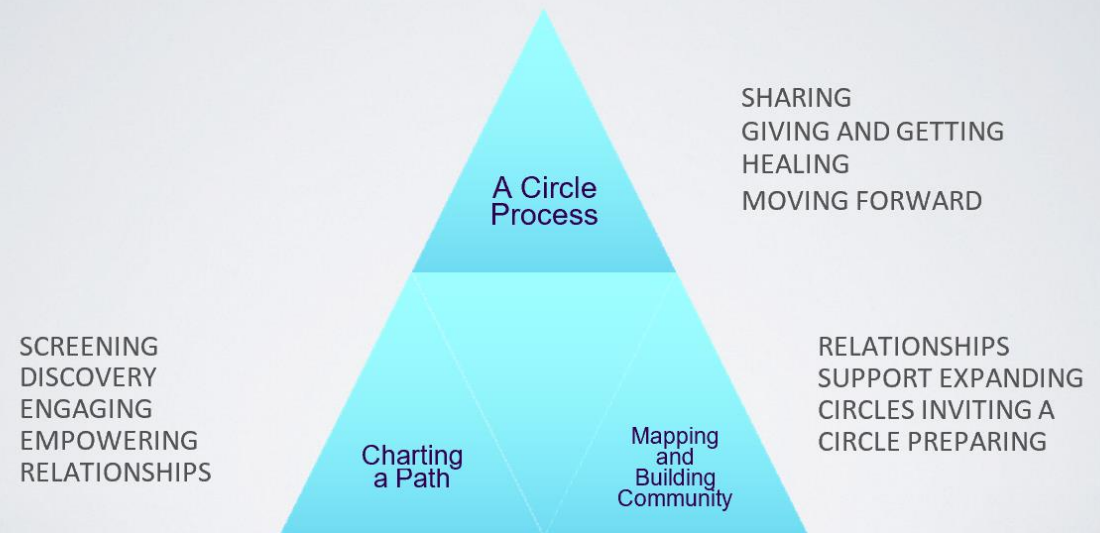 A Circle
Process
SHARING
GIVING AND GETTING
HEALING
MOVING FORWARD
SCREENING
DISCOVERY
ENGAGING
EMPOWERING
RELATIONSHIPS
Charting
a Path
Mapping
and
Building
Community
RELATIONSHIPS
SUPPORT EXPANDING
CIRCLES INVITING A
CIRCLE PREPARING